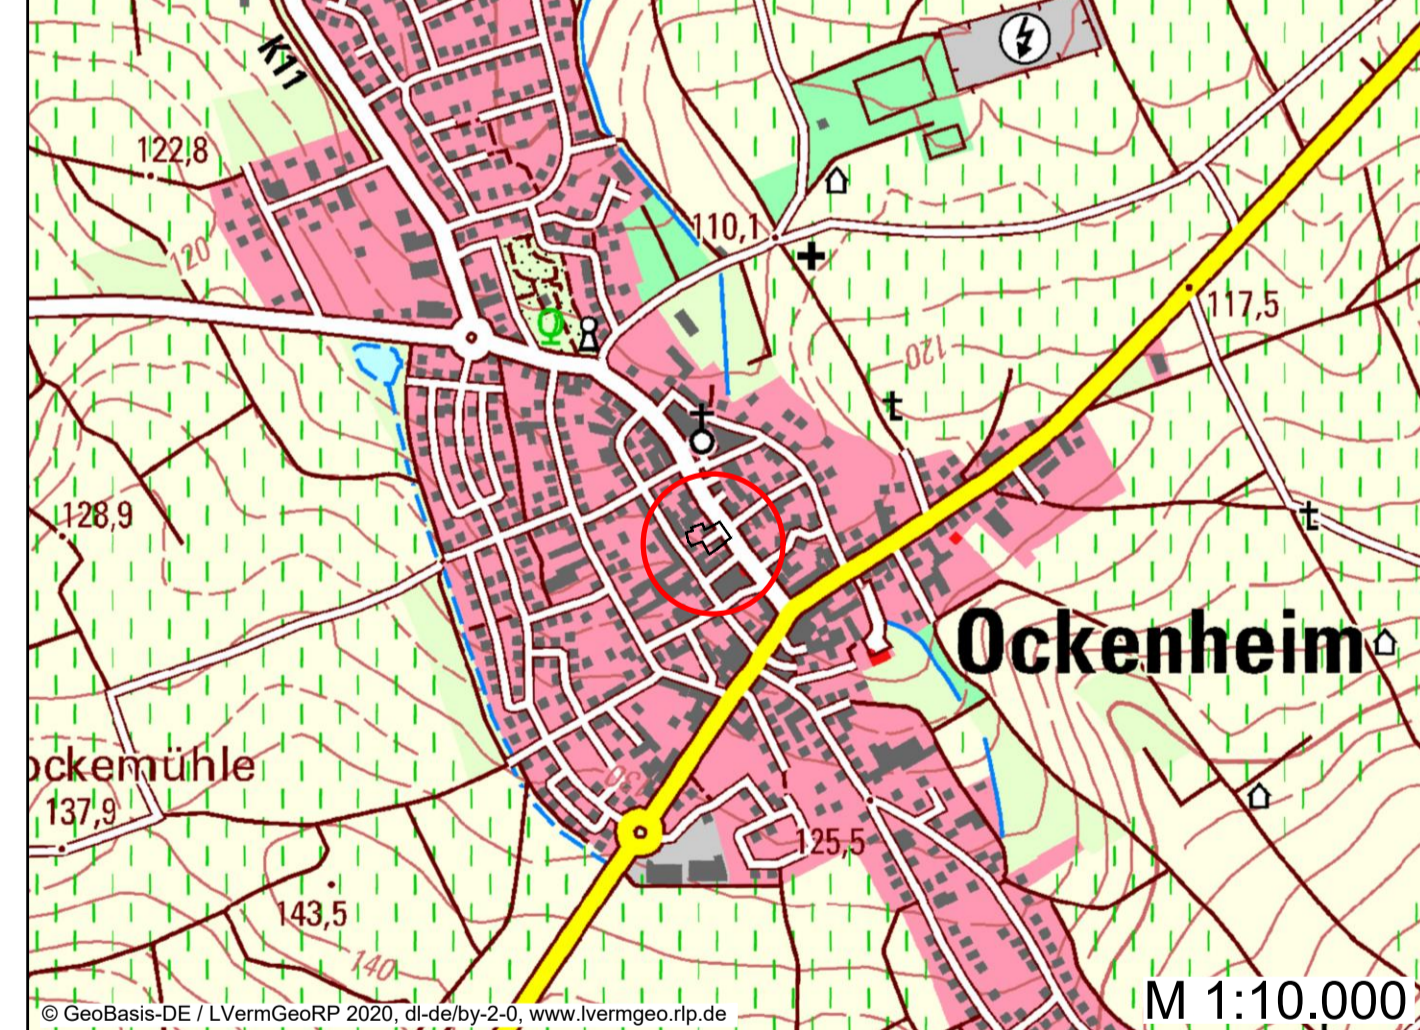 K11
122,8
120
110,1
117,5
120
128,9
Ockenheim
ockemühle
137,9
130
125,5
143,5
140
M 1:10.000
© GeoBasis-DE / LVermGeoRP 2020, dl-de/by-2-0, www.lvermgeo.rlp.de